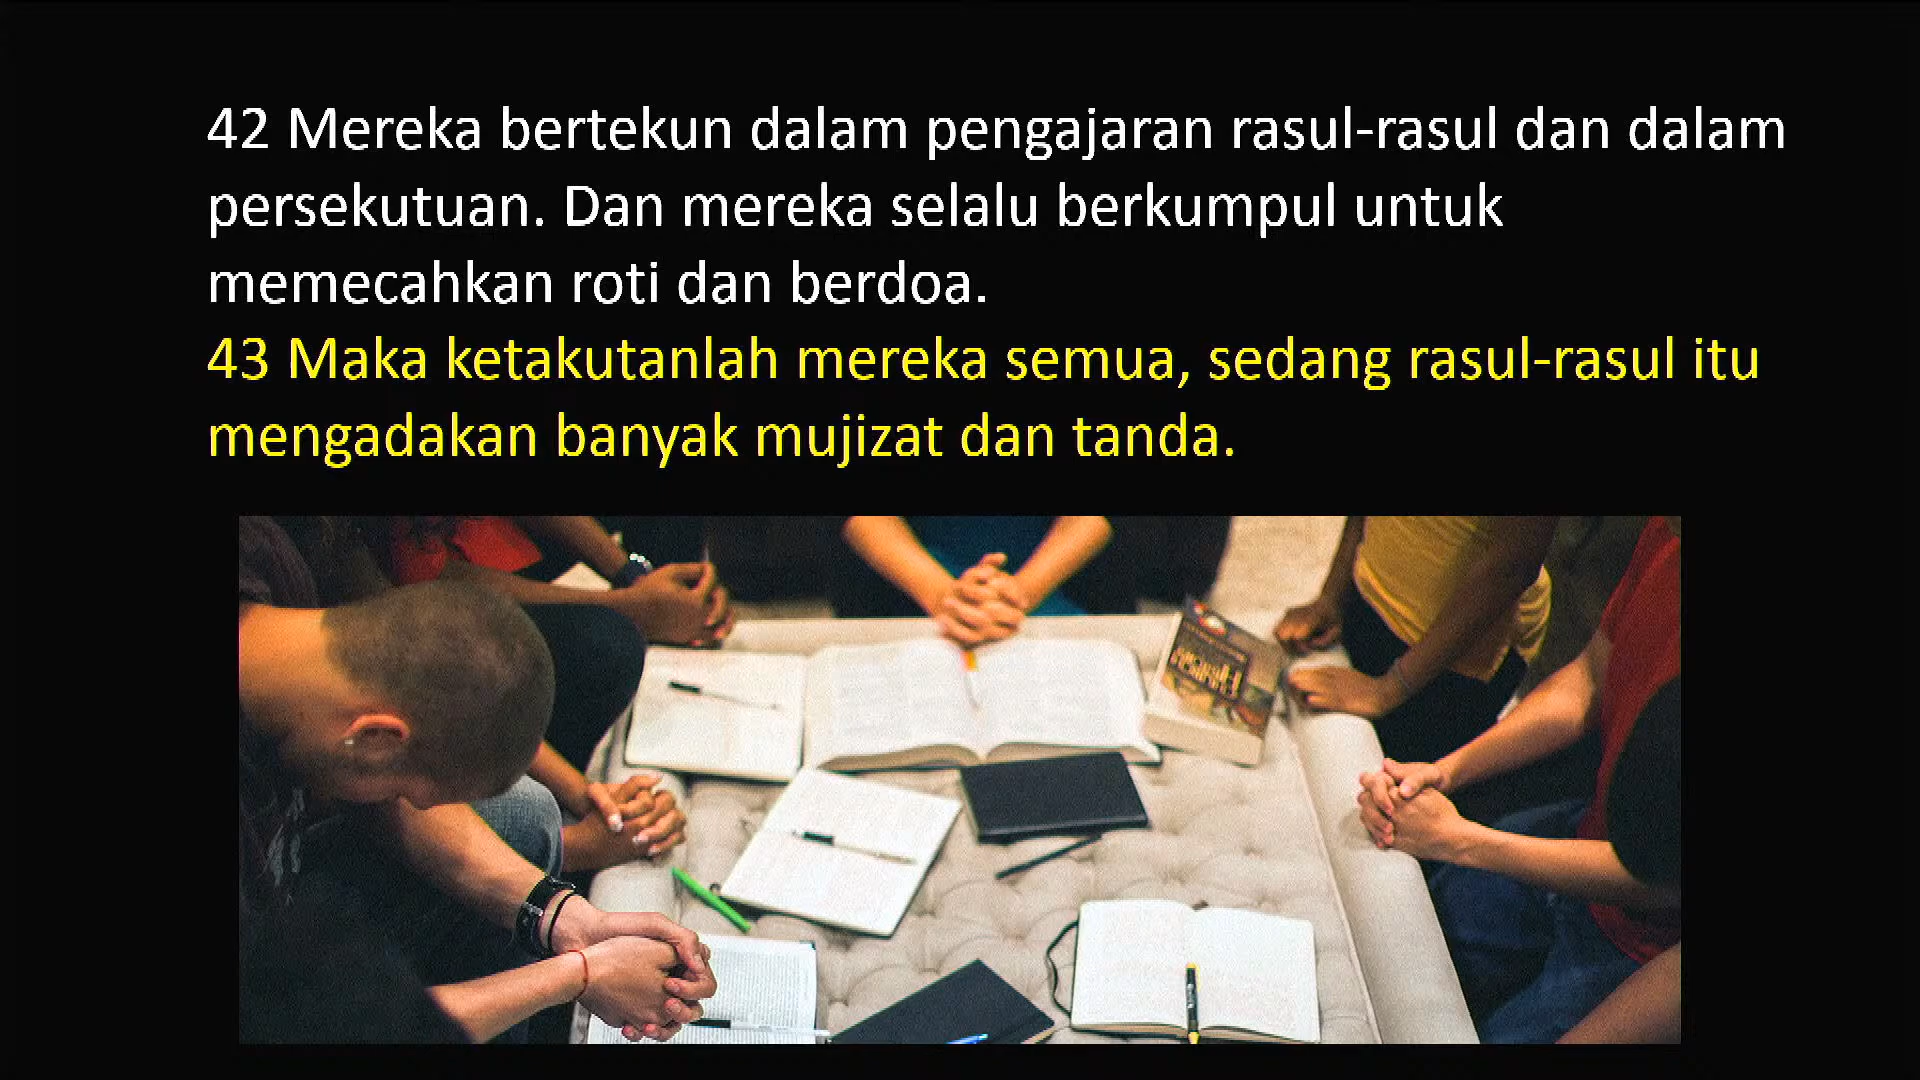 42 Mereka bertekun dalam pengajaran rasul-rasul dan dalam
persekutuan. Dan mereka selalu berkumpul untuk
memecahkan roti dan berdoa.
43 Maka ketakutanlah mereka semua, sedang rasul-rasul itu
mengadakan banyak mujizat dan tanda.